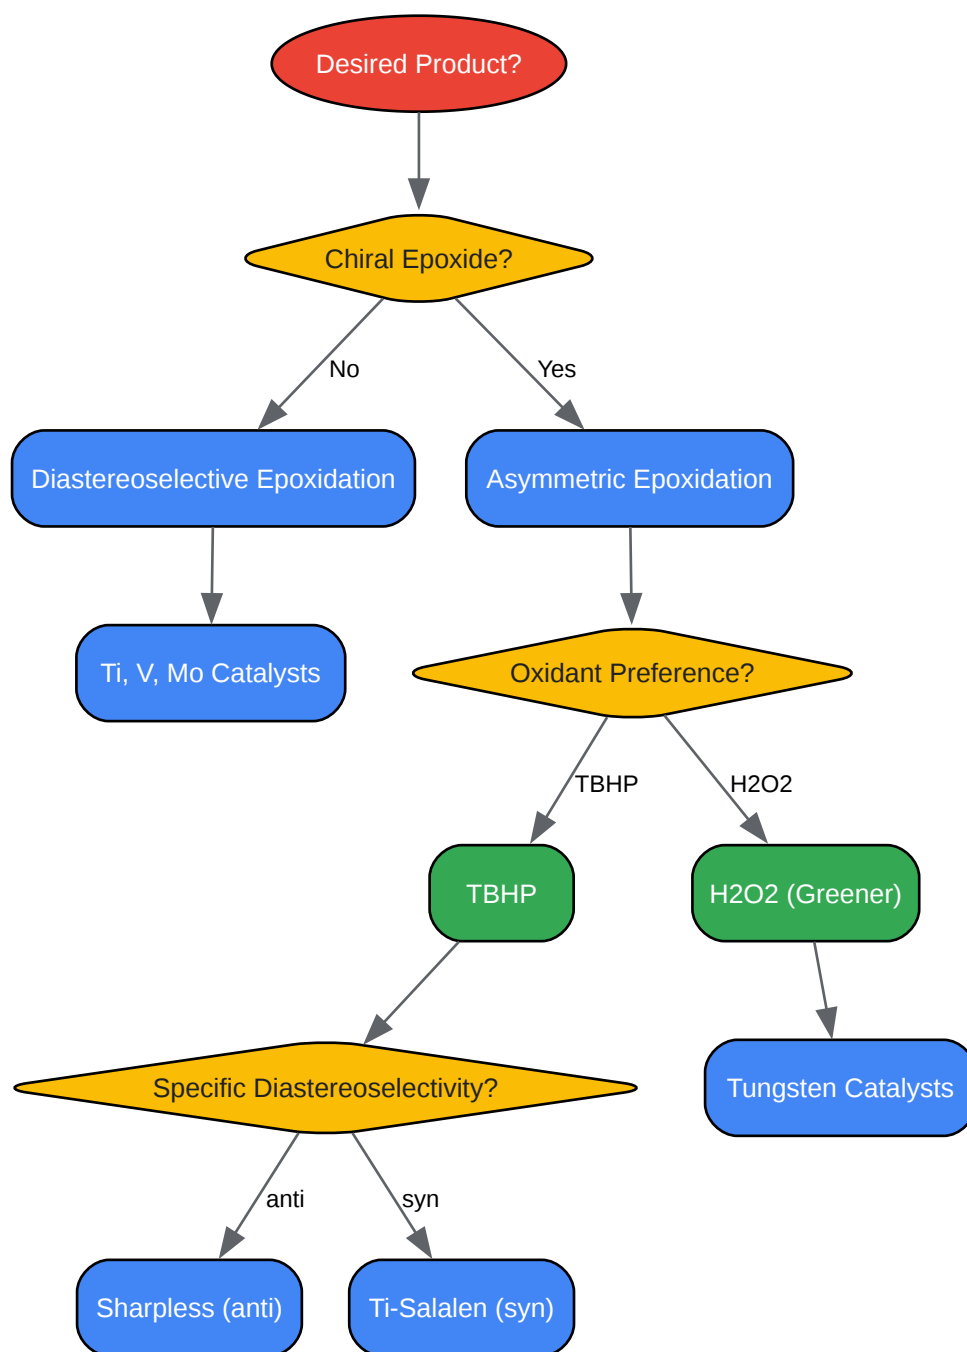 Desired Product?
Chiral Epoxide?
No
Yes
Diastereoselective Epoxidation
Asymmetric Epoxidation
Ti, V, Mo Catalysts
Oxidant Preference?
TBHP
H2O2
TBHP
H2O2 (Greener)
Specific Diastereoselectivity?
Tungsten Catalysts
anti
syn
Sharpless (anti)
Ti-Salalen (syn)